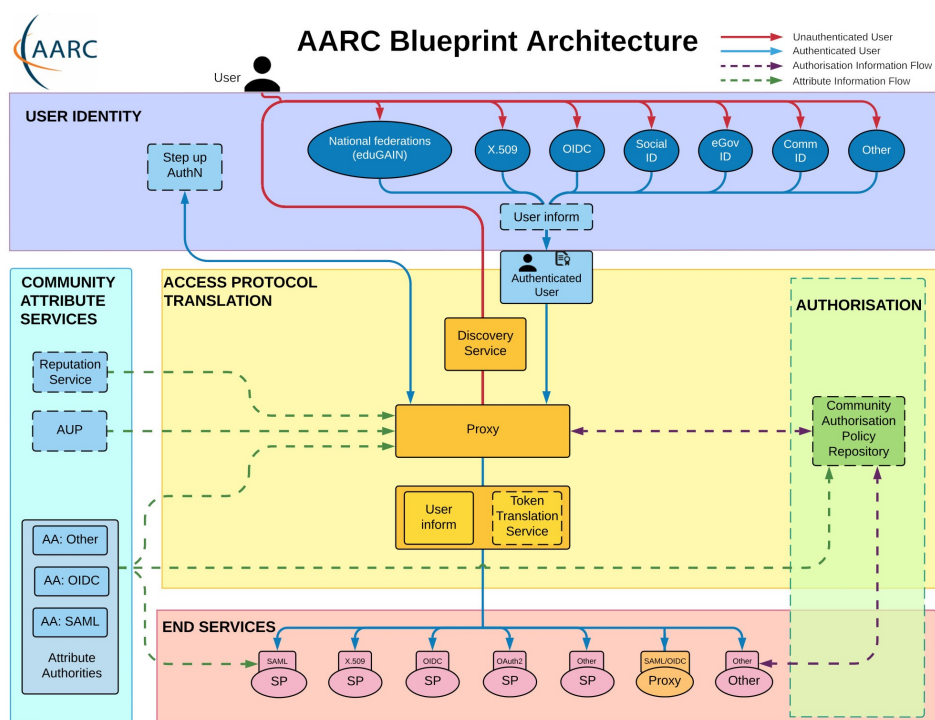 AARC
AARC Blueprint Architecture
Unauthenticated User
Authenticated User
Authorisation Information Flow
Attribute Information Flow
User
USER IDENTITY
Step up
AuthN
National federations
(eduGAIN)
X.509
OIDC
Social
ID
eGov
ID
Comm
ID
Other
User inform
Authenticated
User
COMMUNITY
ATTRIBUTE
SERVICES
ACCESS PROTOCOL
TRANSLATION
AUTHORISATION
Discovery
Service
Reputation
Service
AUP
Proxy
Community
Authorisation
Policy
Repository
User
inform
Token
Translation
Service
AA: Other
AA: OIDC
AA: SAML
Attribute
Authorities
END SERVICES
SAML
SP
X.509
SP
OIDC
SP
OAuth2
SP
Other
SP
SAML/OIDC
Proxy
Other
Other